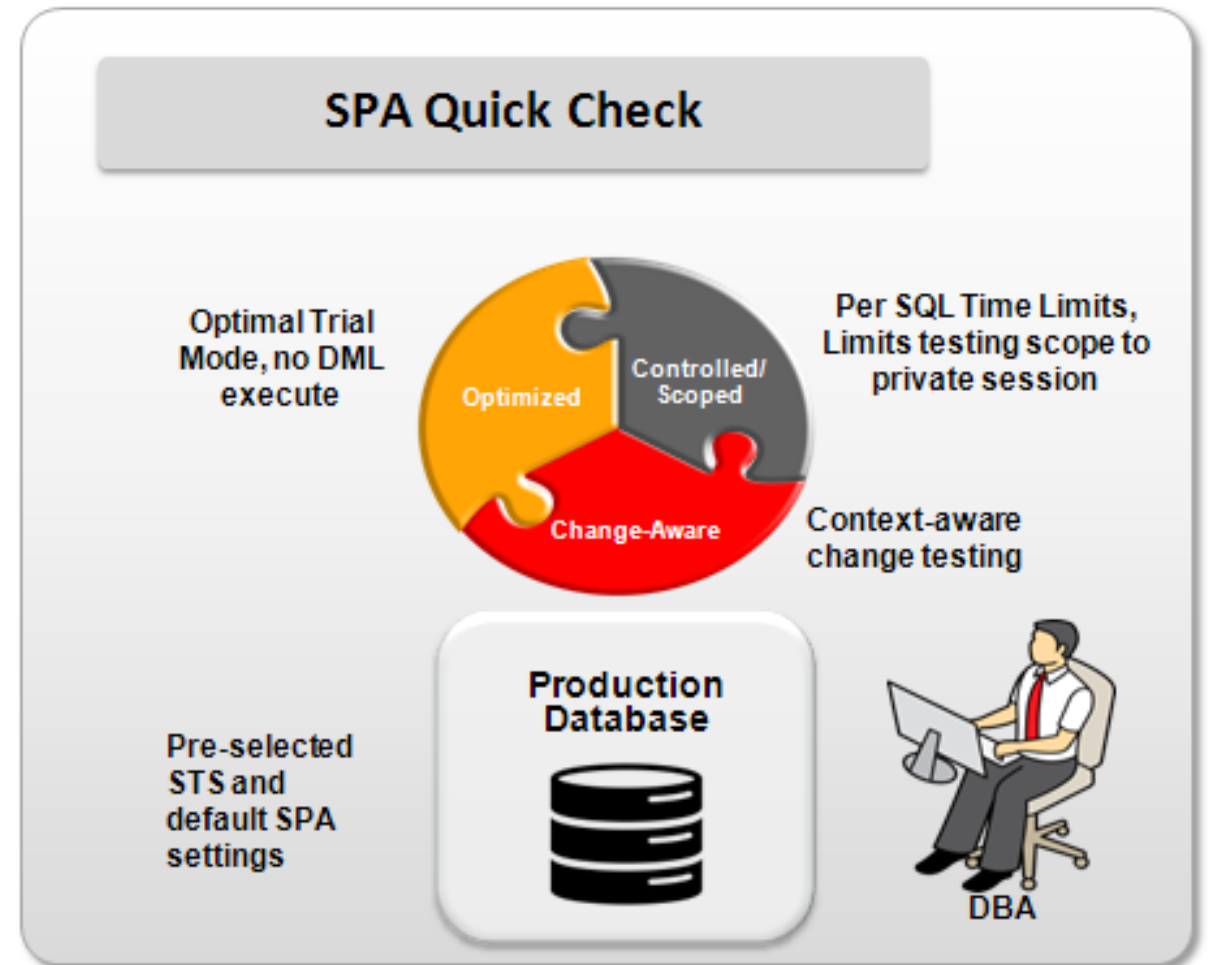 SPA Quick Check
Optimal Trial
Mode, no DML
execute
Optimized
Controlled/
Scoped
Per SQL Time Limits,
Limits testing scope to
private session
Change-Aware
Context-aware
change testing
Production
Database
Pre-selected
STS and
default SPA
settings
DBA